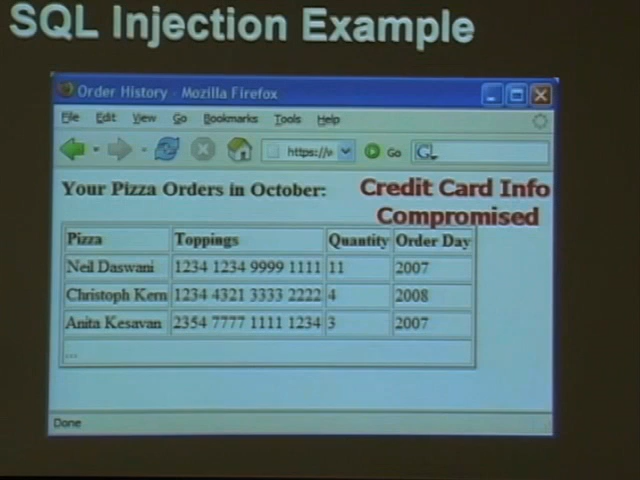 SQL Injection Example
Order History - Mozilla Firefox
File Edit View Go Bookmarks Tools Help
https://v Go G
Your Pizza Orders in October:
Credit Card Info
Compromised
Pizza Toppings Quantity Order Day
Neil Daswani 1234 1234 9999 1111 11 2007
Christoph Kern 1234 4321 3333 2222 4 2008
Anita Kesavan 2354 7777 1111 1234 3 2007
...
Done